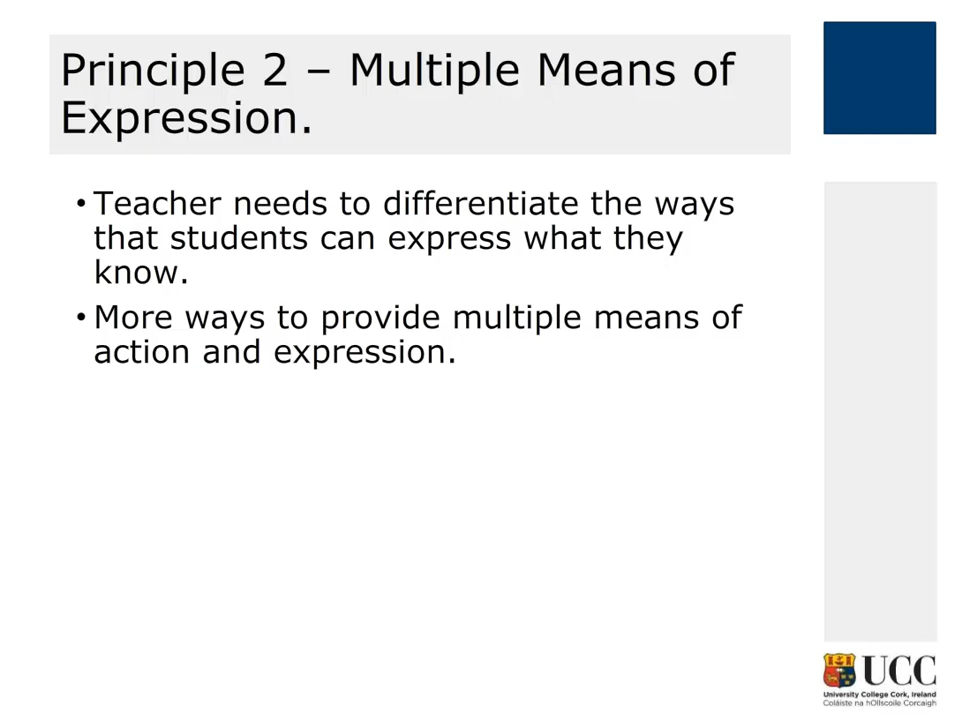 Principle 2 – Multiple Means of
Expression.
• Teacher needs to differentiate the ways
that students can express what they
know.
• More ways to provide multiple means of
action and expression.
UCC
University College Cork, Ireland
Coláiste na hOllscoile Corcaigh